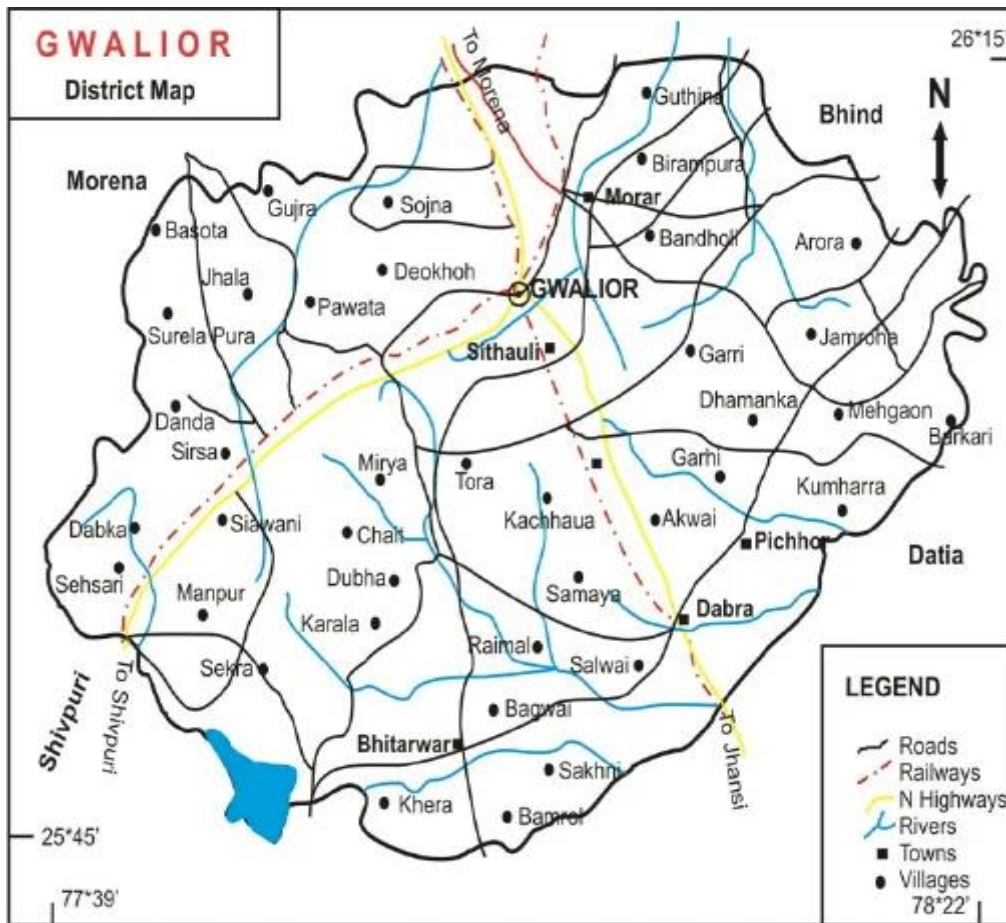 GWALIOR
District Map
26*15'
To Morena
Guthina
Bhind
N
Birampura
Morena
Gujra
Sojna
Morar
Basota
Bandholi
Arora
Deokhoh
Jhala
GWALIOR
Pawata
Surela Pura
Sithauli
Jamroha
Garri
Danda
Dhamanka
Mehgaon
Barkari
Sirsa
Mirya
Tora
Garhi
Kumharra
Kachhaua
Dabka
Siawani
Chait
Akwai
Pichhor
Datia
Sehsari
Dubha
Samaya
Manpur
Dabra
Karala
Raimal
Salwai
Sekra
To Shivpuri
Shivpuri
Bagwai
To Jhansi
Bhitarwar
Sakhni
Khera
Bamrol
LEGEND
Roads
Railways
N Highways
Rivers
Towns
Villages
25*45'
77*39'
78*22'